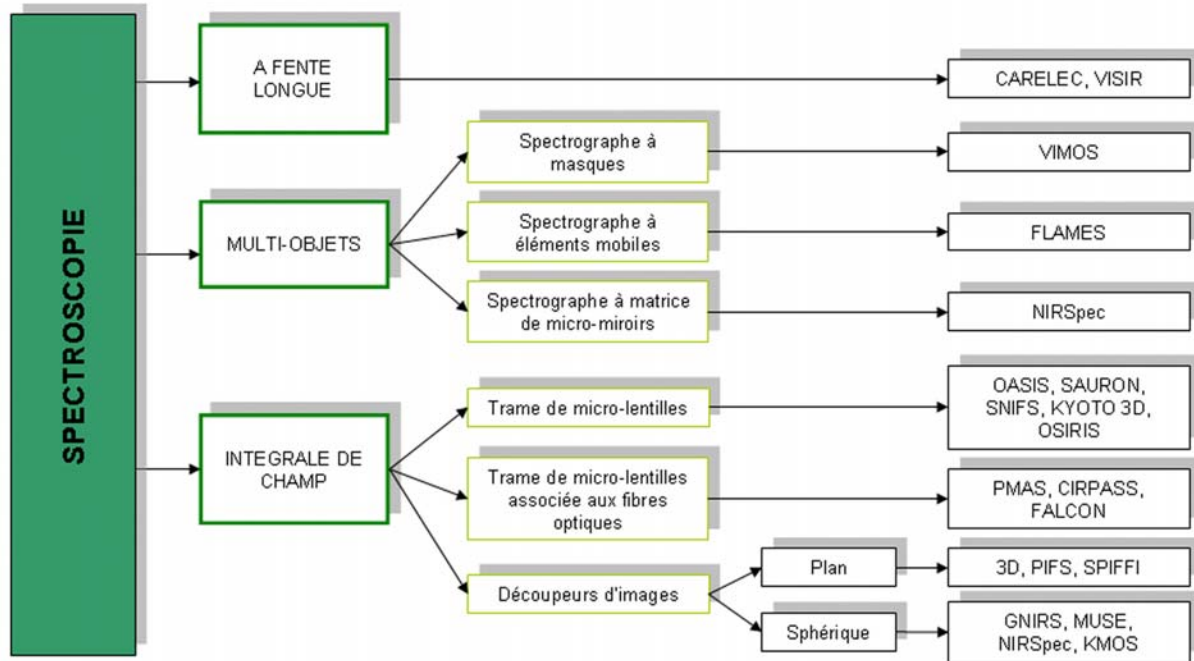 SPECTROSCOPIE
A FENTE
LONGUE
CARELEC, VISIR
MULTI-OBJETS
Spectrographe à
masques
VIMOS
Spectrographe à
éléments mobiles
FLAMES
Spectrographe à matrice
de micro-miroirs
NIRSpec
INTEGRALE DE
CHAMP
Trame de micro-lentilles
OASIS, SAURON,
SNIFS, KYOTO 3D,
OSIRIS
Trame de micro-lentilles
associée aux fibres
optiques
PMAS, CIRPASS,
FALCON
Découpeurs d'images
Plan
3D, PIFS, SPIFFI
Sphérique
GNIRS, MUSE,
NIRSpec, KMOS